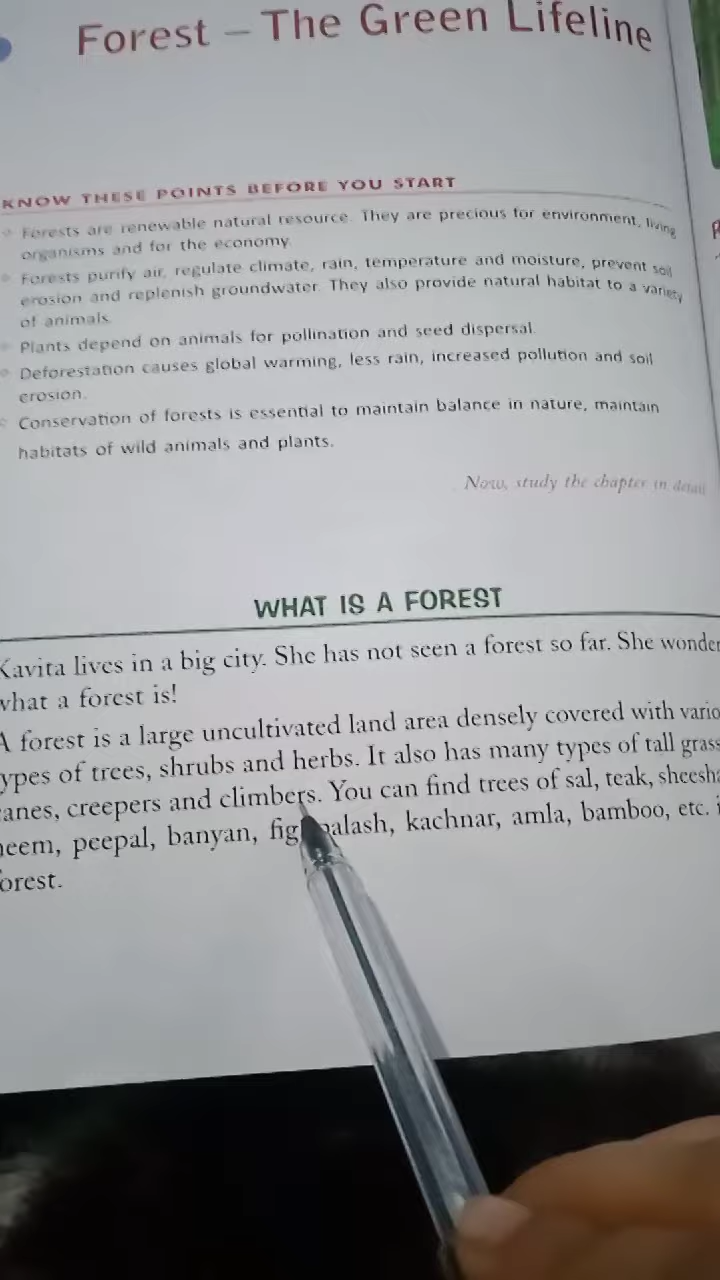 Forest – The Green Lifeline
KNOW THESE POINTS BEFORE YOU START
Forests are renewable natural resource. They are precious for environment, living
organisms and for the economy.
Forests purify air, regulate climate, rain, temperature and moisture, prevent soil
erosion and replenish groundwater. They also provide natural habitat to a variety
of animals.
Plants depend on animals for pollination and seed dispersal.
Deforestation causes global warming, less rain, increased pollution and soil
erosion.
Conservation of forests is essential to maintain balance in nature, maintain
habitats of wild animals and plants.
Now, study the chapter in detail
WHAT IS A FOREST
Kavita lives in a big city. She has not seen a forest so far. She wonder
what a forest is!
A forest is a large uncultivated land area densely covered with vario
ypes of trees, shrubs and herbs. It also has many types of tall grass
canes, creepers and climbers. You can find trees of sal, teak, sheesha
neem, peepal, banyan, fig, palash, kachnar, amla, bamboo, etc. i
orest.